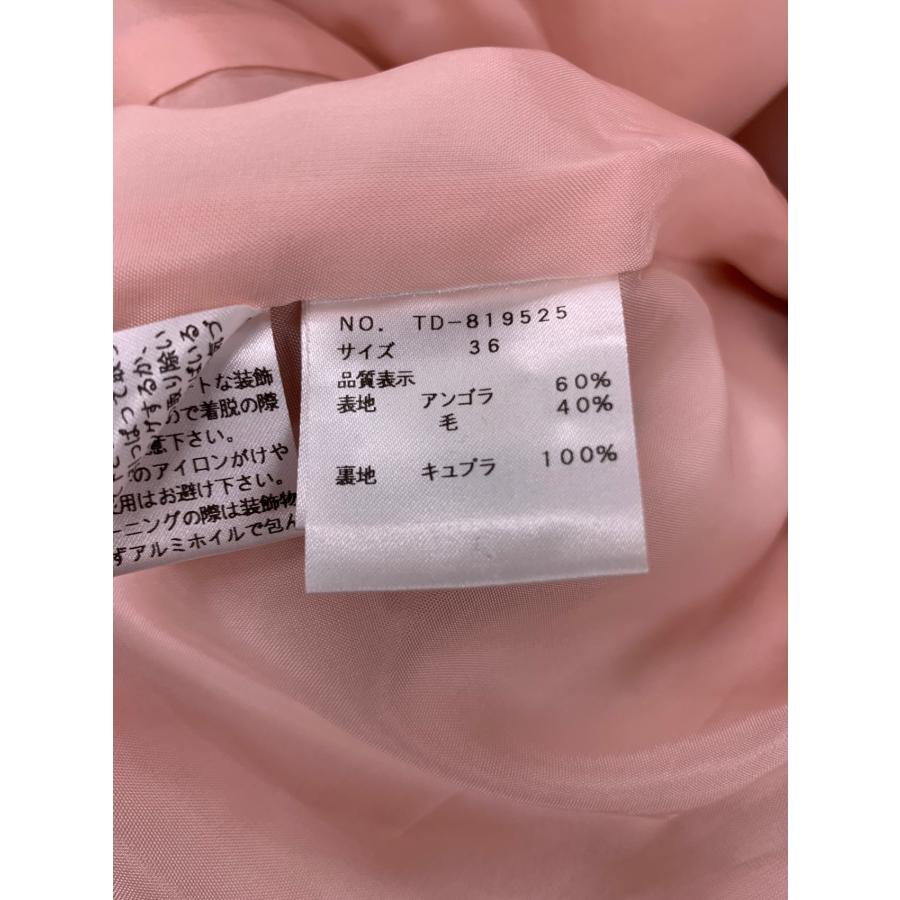 NO. TD-819525
サイズ 36
品質表示
表地 アンゴラ 60%
毛 40%
裏地 キュプラ 100%
トな装飾
で着脱の際
下さい。
のアイロンがけや
用はお避け下さい。
ーニングの際は装飾物
ずアルミホイルで包ん